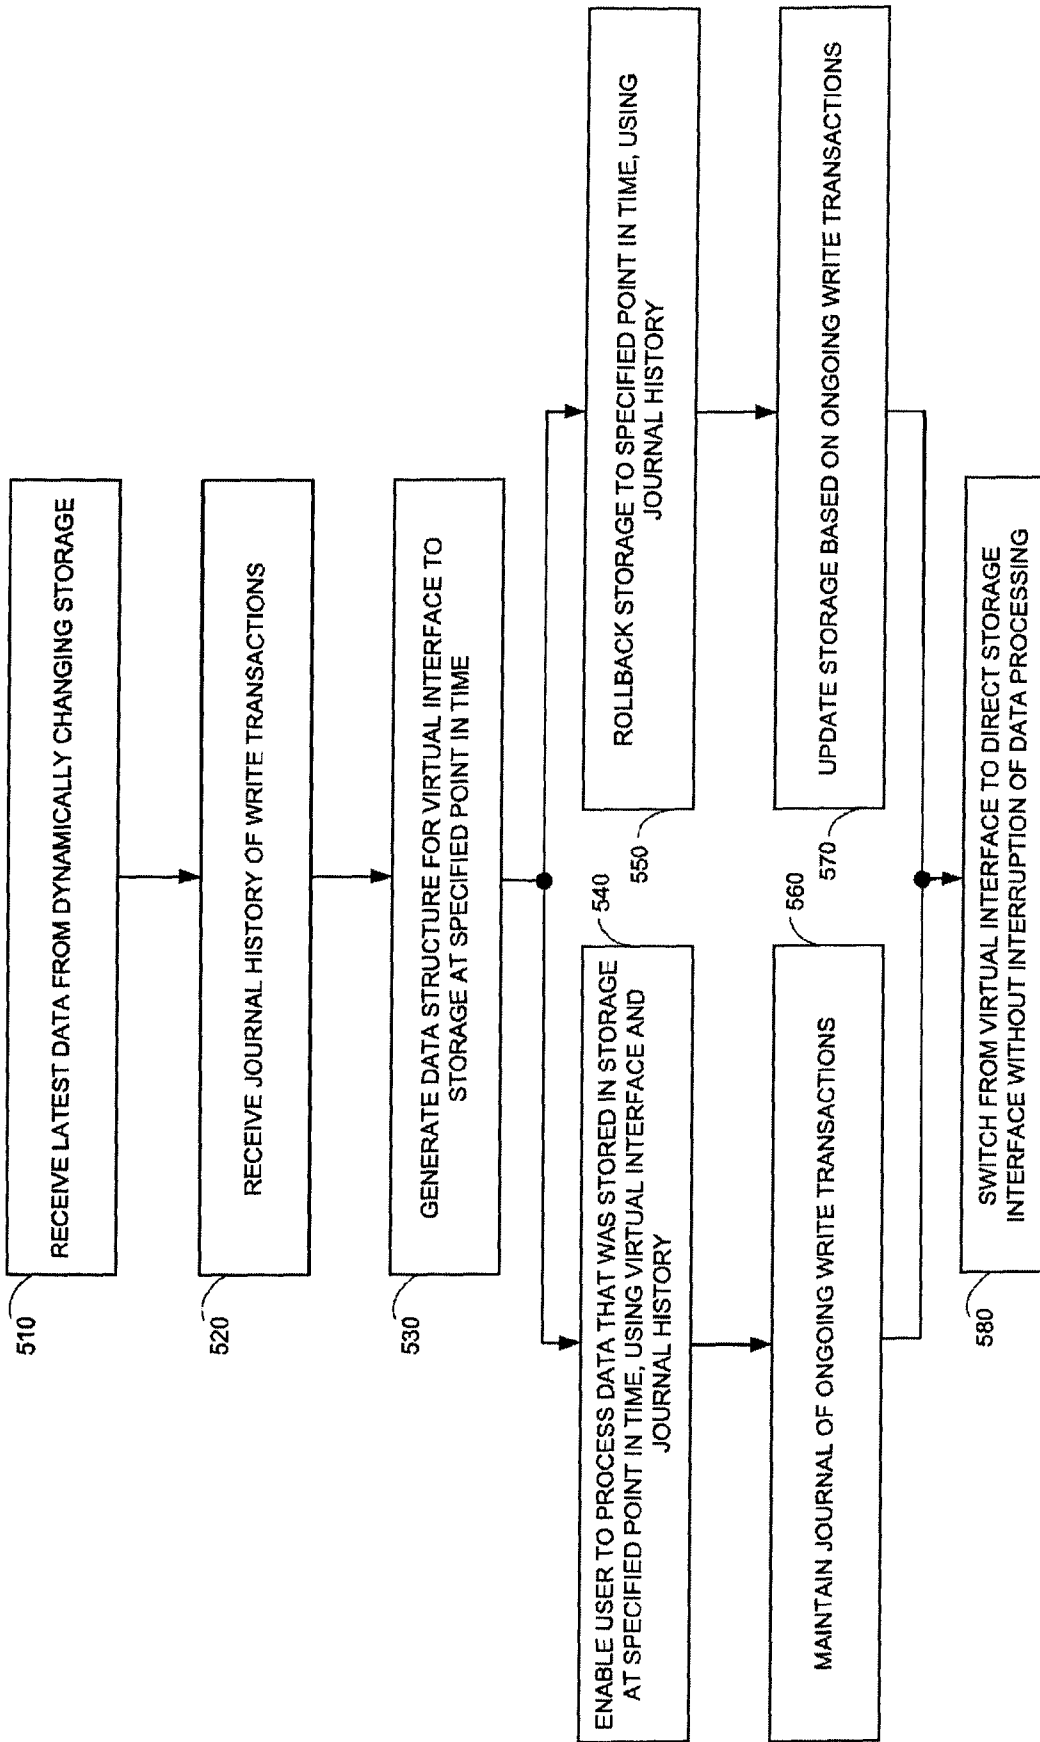 510
RECEIVE LATEST DATA FROM DYNAMICALLY CHANGING STORAGE
520
RECEIVE JOURNAL HISTORY OF WRITE TRANSACTIONS
530
GENERATE DATA STRUCTURE FOR VIRTUAL INTERFACE TO
STORAGE AT SPECIFIED POINT IN TIME
540
ENABLE USER TO PROCESS DATA THAT WAS STORED IN STORAGE
AT SPECIFIED POINT IN TIME, USING VIRTUAL INTERFACE AND
JOURNAL HISTORY
550
ROLLBACK STORAGE TO SPECIFIED POINT IN TIME, USING
JOURNAL HISTORY
560
MAINTAIN JOURNAL OF ONGOING WRITE TRANSACTIONS
570
UPDATE STORAGE BASED ON ONGOING WRITE TRANSACTIONS
580
SWITCH FROM VIRTUAL INTERFACE TO DIRECT STORAGE
INTERFACE WITHOUT INTERRUPTION OF DATA PROCESSING